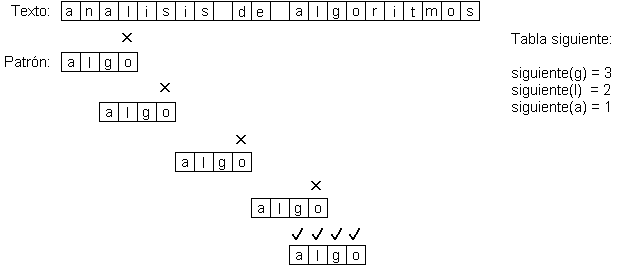 Texto: a n a l i s i s d e a l g o r i t m o s
Tabla siguiente:
Patrón: a l g o
siguiente(g) = 3
siguiente(l) = 2
siguiente(a) = 1
a l g o
a l g o
a l g o
a l g o